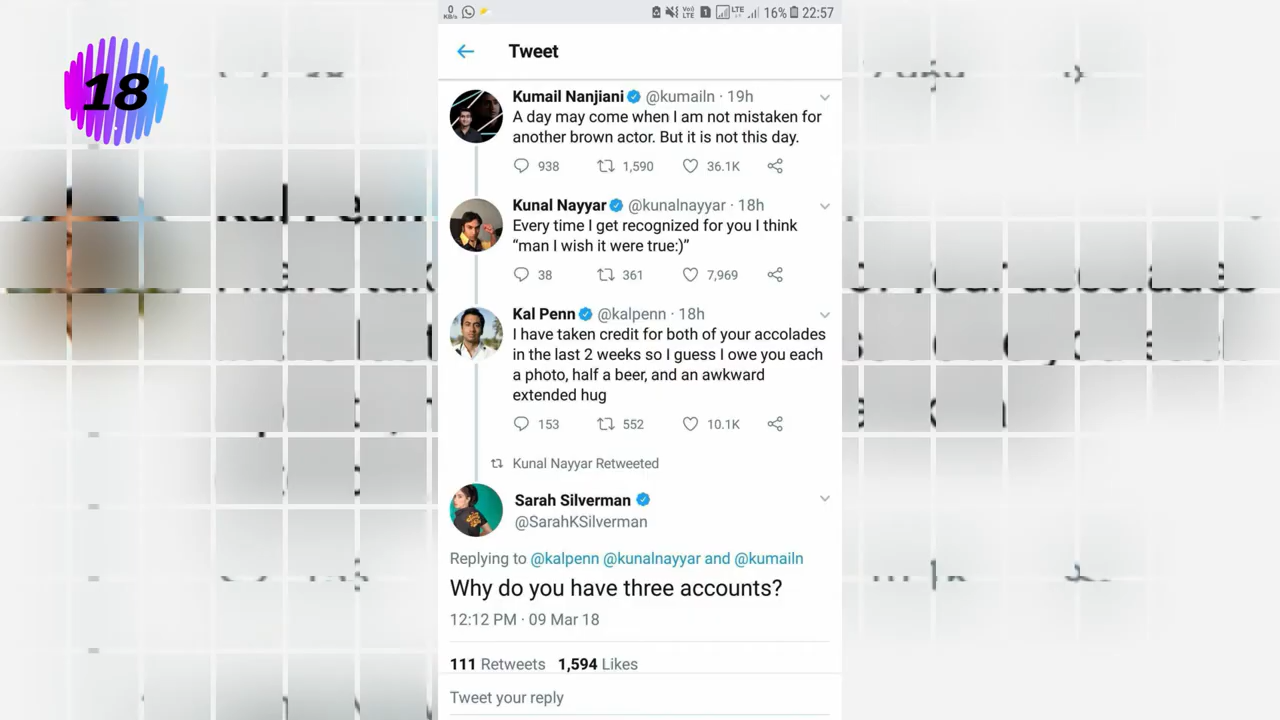 18
0
KB/s
Voo
LTE
1
LTE
16%
22:57
Tweet
Kumail Nanjiani @kumailn · 19h
A day may come when I am not mistaken for
another brown actor. But it is not this day.
938 1,590 36.1K
Kunal Nayyar @kunalnayyar · 18h
Every time I get recognized for you I think
“man I wish it were true:)”
38 361 7,969
Kal Penn @kalpenn · 18h
I have taken credit for both of your accolades
in the last 2 weeks so I guess I owe you each
a photo, half a beer, and an awkward
extended hug
153 552 10.1K
Kunal Nayyar Retweeted
Sarah Silverman
@SarahKSilverman
Replying to @kalpenn @kunalnayyar and @kumailn
Why do you have three accounts?
12:12 PM · 09 Mar 18
111 Retweets 1,594 Likes
Tweet your reply